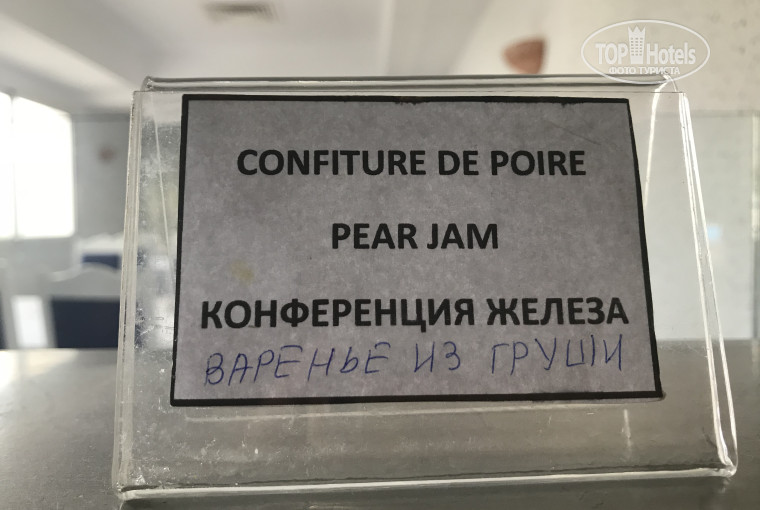 TOP Hotels
ФОТО ТУРИСТА
CONFITURE DE POIRE
PEAR JAM
КОНФЕРЕНЦИЯ ЖЕЛЕЗА
ВАРЕНЬЕ ИЗ ГРУШИ